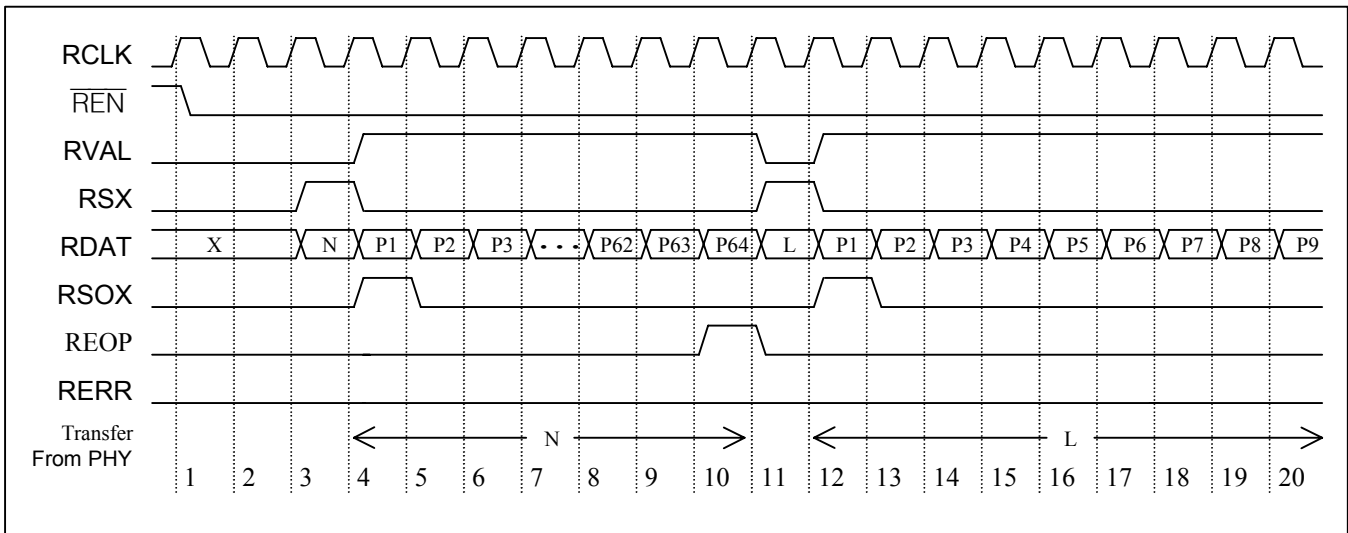 RCLK
REN
RVAL
RSX
RDAT X N P1 P2 P3 • • • P62 P63 P64 L P1 P2 P3 P4 P5 P6 P7 P8 P9
RSOX
REOP
RERR
Transfer N L
From PHY
1 2 3 4 5 6 7 8 9 10 11 12 13 14 15 16 17 18 19 20